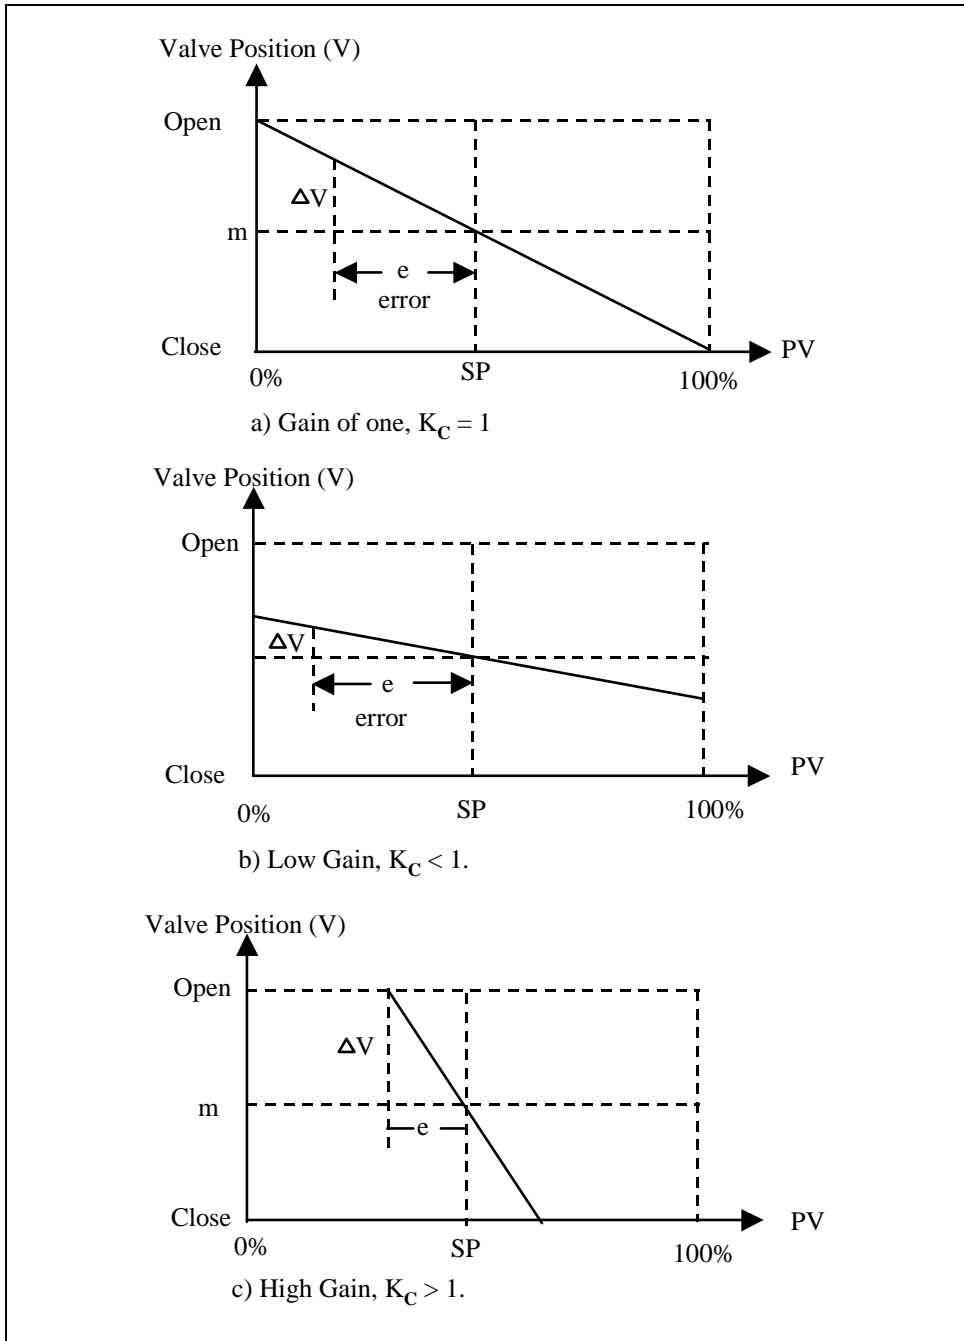 Valve Position (V)
Open
ΔV
m
e
error
Close
PV
0%
SP
100%
a) Gain of one, K_C = 1
Valve Position (V)
Open
ΔV
e
error
Close
PV
0%
SP
100%
b) Low Gain, K_C < 1.
Valve Position (V)
Open
ΔV
m
e
Close
PV
0%
SP
100%
c) High Gain, K_C > 1.